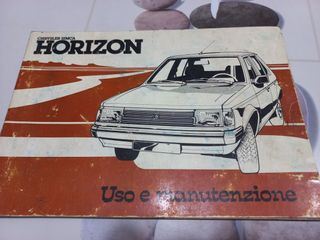 CHRYSLER SIMCA
HORIZON
Uso e manutenzione